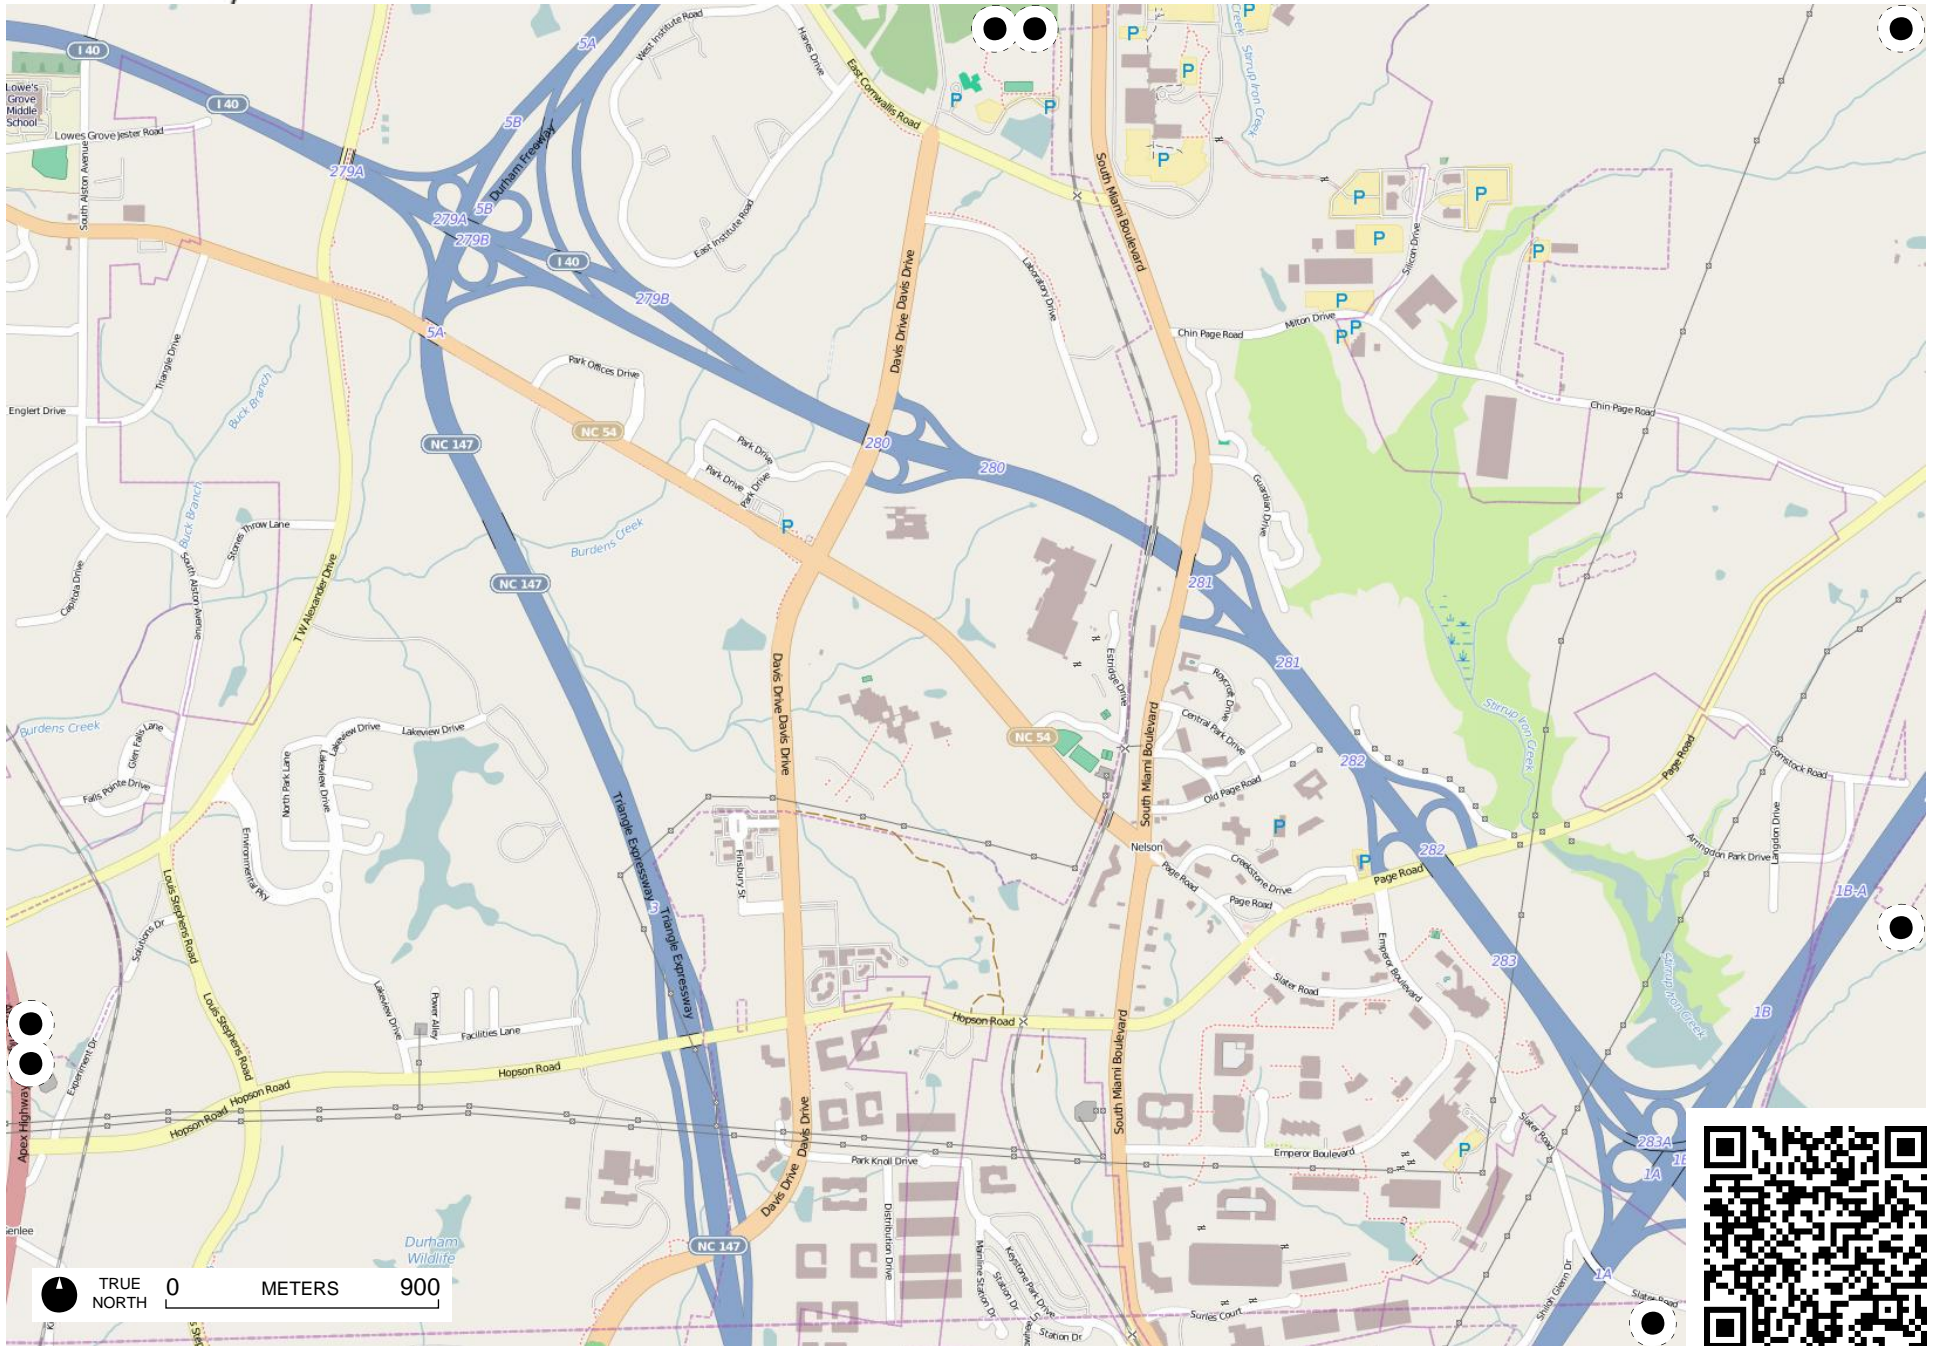 5A
West Institute Road
Hanes Drive
P
I 40
P
Creek
Stirrup Iron Creek
P
Lowe's
Grove
Middle
School
I 40
East Cornwallis Road
P
P
Lowes Grove Jester Road
5B
Durham Freeway
P
279A
South Alston Avenue
South Miami Boulevard
P
P
279A
5B
279B
East Institute Road
P
P
Silicon Drive
I 40
Davis Drive Davis Drive
Laboratory Drive
279B
P
5A
Triangle Drive
Chin Page Road
Milton Drive
P
P
Park Offices Drive
Buck Branch
Englert Drive
Chin Page Road
NC 147
NC 54
280
Park Drive
280
Park Drive
Park Drive
Guardian Drive
Buck Branch
Stones Throw Lane
P
Burdens Creek
NC 147
281
Capitola Drive
South Alston Avenue
T W Alexander Drive
281
Estridge Drive
Roycroft Drive
Davis Drive Davis Drive
Central Park Drive
Stirrup Iron Creek
Burdens Creek
Glen Falls Lane
Lakeview Drive
Lakeview Drive
NC 54
South Miami Boulevard
Page Road
Comstock Road
282
North Park Lane
Lakeview Drive
Falls Pointe Drive
Old Page Road
Triangle Expressway
P
Environmental Pky
Finsbury St
Nelson
Page Road
Creekstone Drive
P
282
Page Road
Arringdon Park Drive
Langdon Drive
Louis Stephens Road
3
Page Road
1B-A
Solutions Dr
Triangle Expressway
Emperor Boulevard
283
Stirrup Iron Creek
Slater Road
Lakeview Drive
Power Alley
Louis Stephens Road
Facilities Lane
Hopson Road
1B
Experiment Dr
Hopson Road
South Miami Boulevard
Hopson Road
Hopson Road
Apex Highway
Davis Drive
Slater Road
283A
Park Knoll Drive
Emperor Boulevard
P
1A
Davis Drive
Distribution Drive
Durham
Wildlife
NC 147
Mainline Station Dr
Keystone Park Drive
Station Dr
Station Dr
Surles Court
Shiloh Glenn Dr
1A
Slater Road
TRUE
NORTH
0 METERS 900